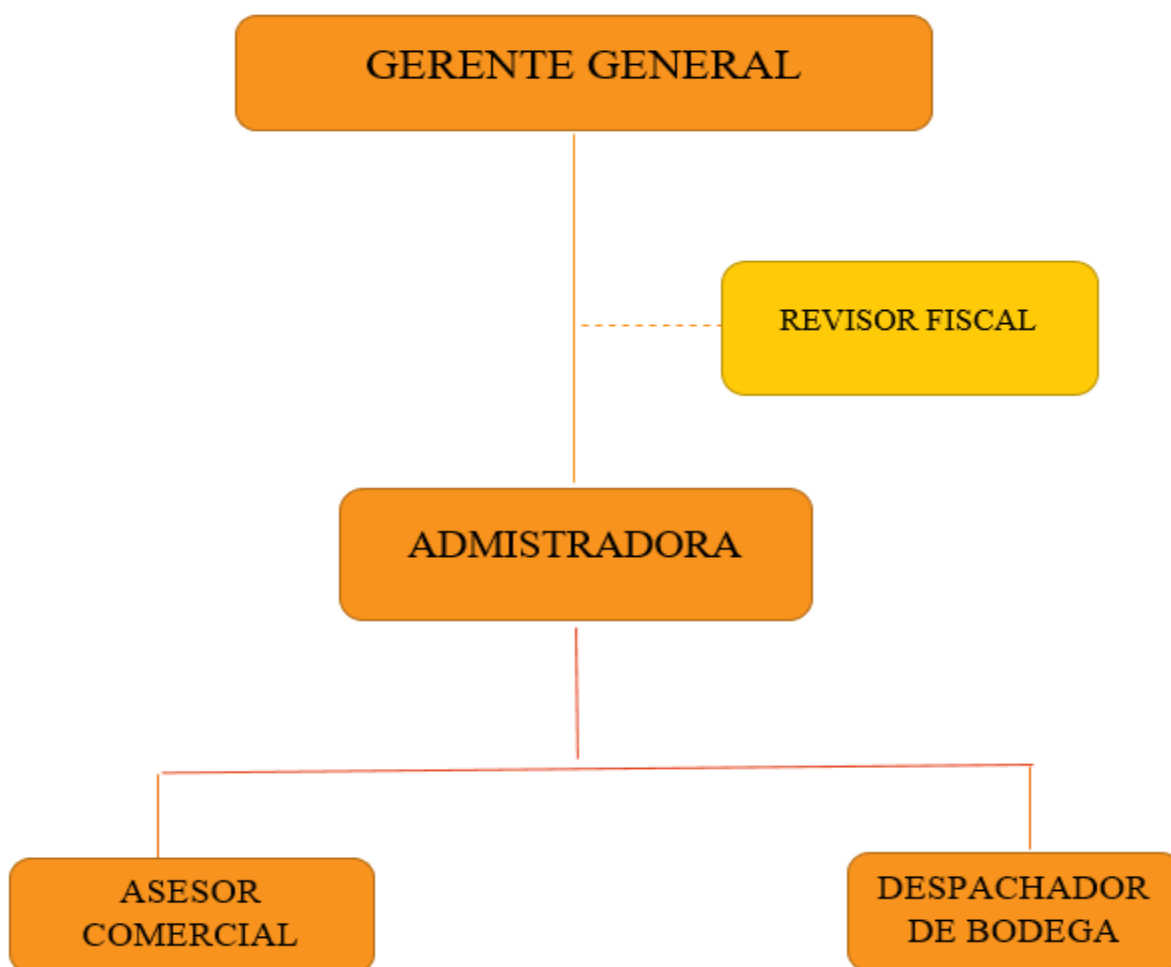 GERENTE GENERAL
REVISOR FISCAL
ADMISTRADORA
ASESOR
COMERCIAL
DESPACHADOR
DE BODEGA